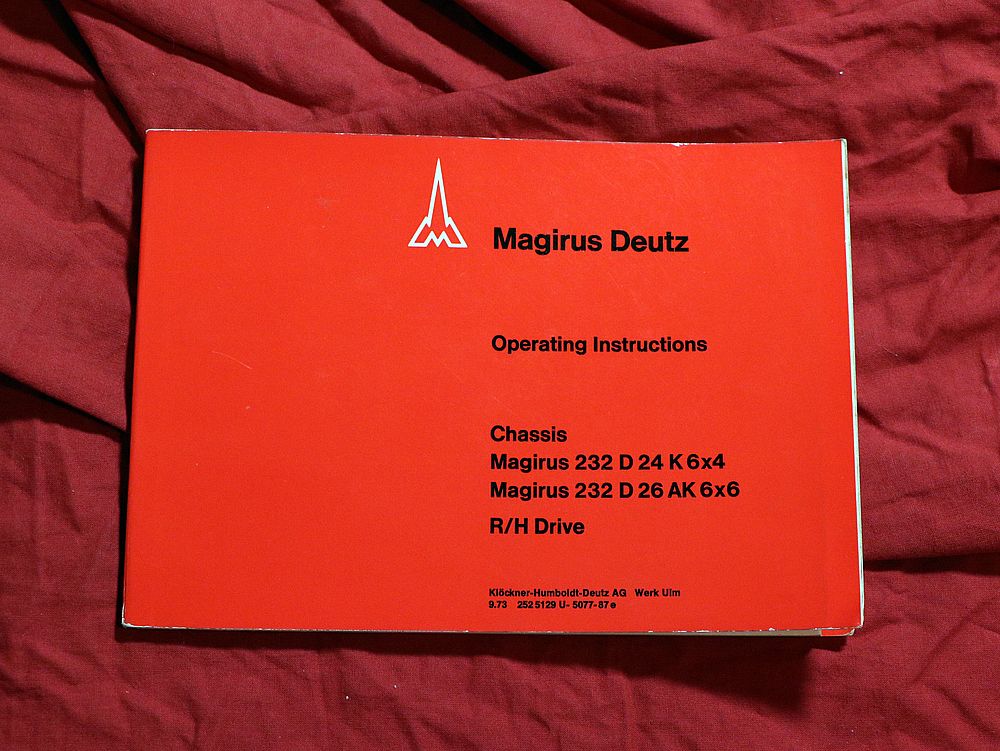 Magirus Deutz
Operating Instructions
Chassis
Magirus 232 D 24 K 6x4
Magirus 232 D 26 AK 6x6
R/H Drive
Klöckner-Humboldt-Deutz AG Werk Ulm
9.73 252 5129 U- 5077-87e